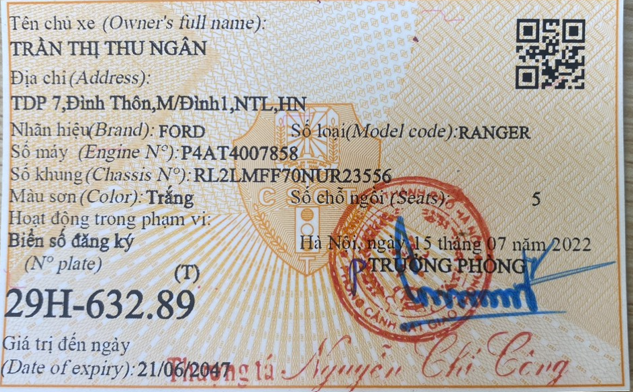 Tên chủ xe (Owner's full name):
TRẦN THỊ THU NGÂN
Địa chỉ (Address):
TDP 7,Đình Thôn,M/Đình1,NTL,HN
Nhãn hiệu(Brand): FORD Số loại(Model code):RANGER
Số máy (Engine N°):P4AT4007858
Số khung (Chassis N°):RL2LMFF70NUR23556
Màu sơn (Color): Trắng Số chỗ ngồi (Seats): 5
Hoạt động trong phạm vi:
Biển số đăng ký Hà Nội, ngày 15 tháng 07 năm 2022
(N° plate) TRƯỞNG PHÒNG
(T)
29H-632.89
Giá trị đến ngày
(Date of expiry): 21/06/2047
Thượng tá Nguyễn Chí Công
CSGT